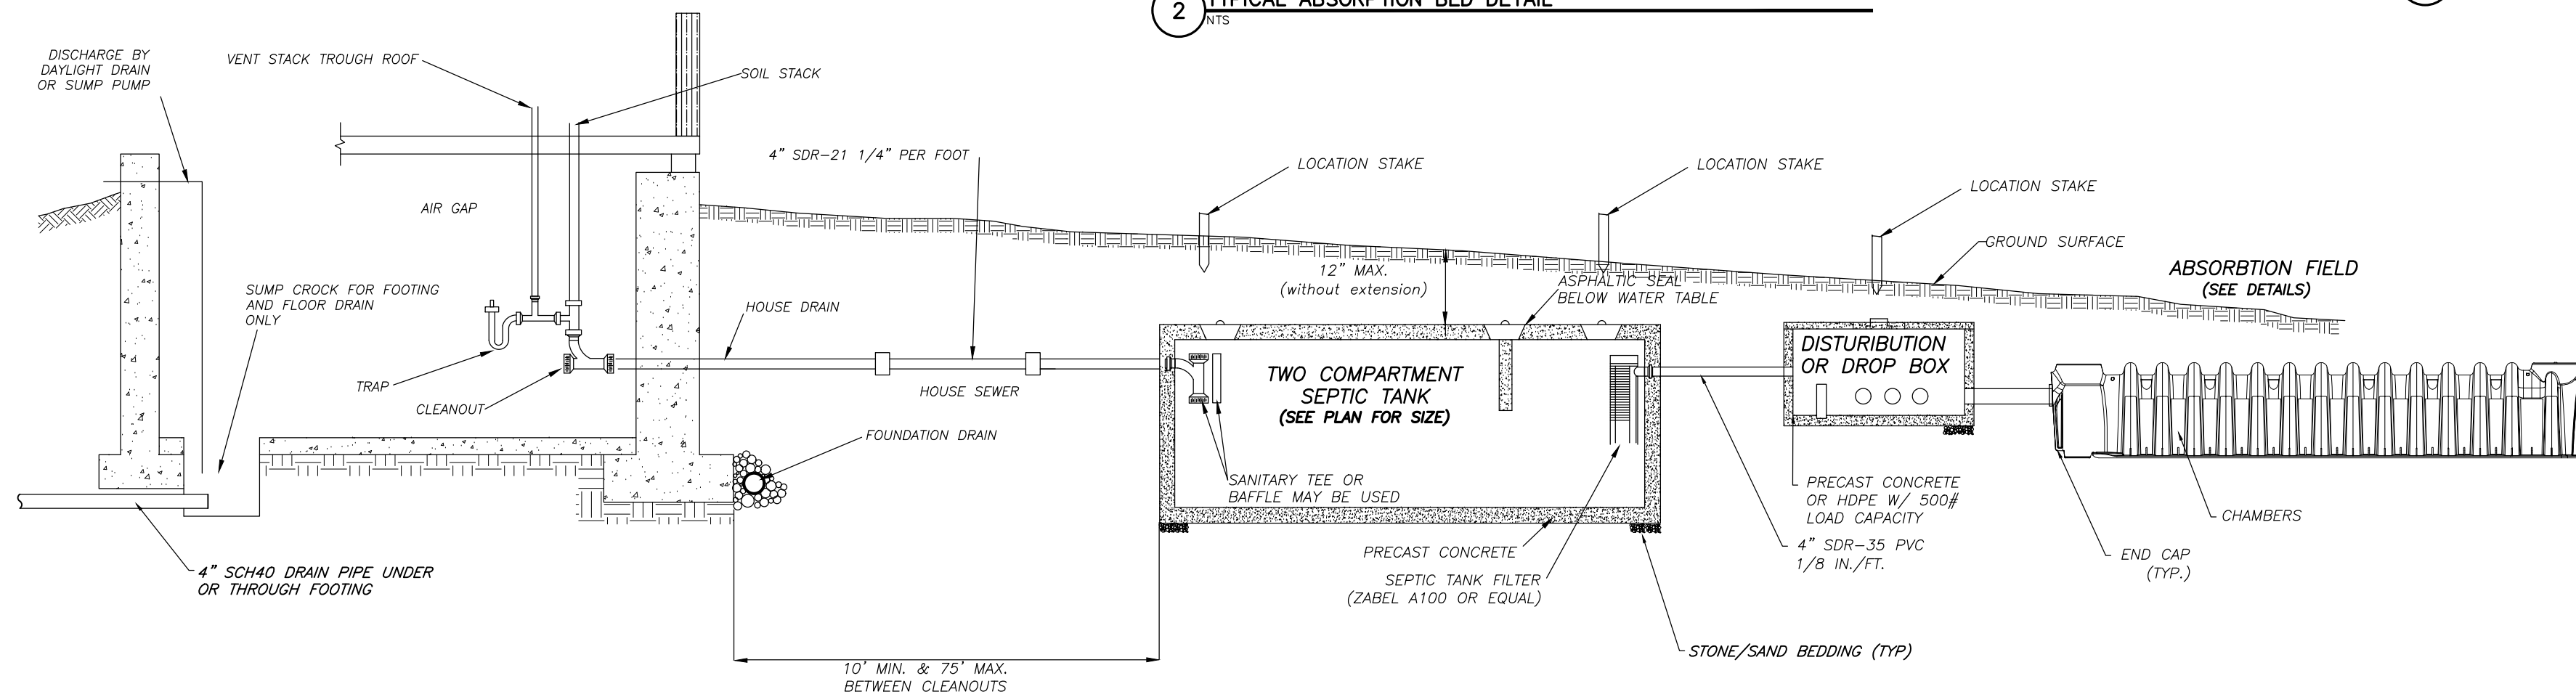 2
TYPICAL ABSORPTION BED DETAIL
NTS
DISCHARGE BY
DAYLIGHT DRAIN
OR SUMP PUMP
VENT STACK TROUGH ROOF
SOIL STACK
4" SDR-21 1/4" PER FOOT
LOCATION STAKE
LOCATION STAKE
LOCATION STAKE
AIR GAP
GROUND SURFACE
ABSORBTION FIELD
(SEE DETAILS)
12" MAX.
(without extension)
ASPHALTIC SEAL
BELOW WATER TABLE
SUMP CROCK FOR FOOTING
AND FLOOR DRAIN
ONLY
HOUSE DRAIN
DISTURIBUTION
OR DROP BOX
TWO COMPARTMENT
SEPTIC TANK
(SEE PLAN FOR SIZE)
TRAP
CLEANOUT
HOUSE SEWER
FOUNDATION DRAIN
SANITARY TEE OR
BAFFLE MAY BE USED
PRECAST CONCRETE
OR HDPE W/ 500#
LOAD CAPACITY
CHAMBERS
4" SDR-35 PVC
1/8 IN./FT.
END CAP
(TYP.)
PRECAST CONCRETE
SEPTIC TANK FILTER
(ZABEL A100 OR EQUAL)
4" SCH40 DRAIN PIPE UNDER
OR THROUGH FOOTING
STONE/SAND BEDDING (TYP)
10' MIN. & 75' MAX.
BETWEEN CLEANOUTS